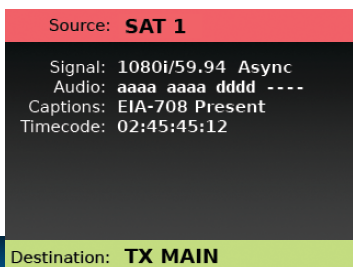 Source: SAT 1
Signal: 1080i/59.94 Async
Audio: aaaa aaaa dddd ----
Captions: EIA-708 Present
Timecode: 02:45:45:12
Destination: TX MAIN